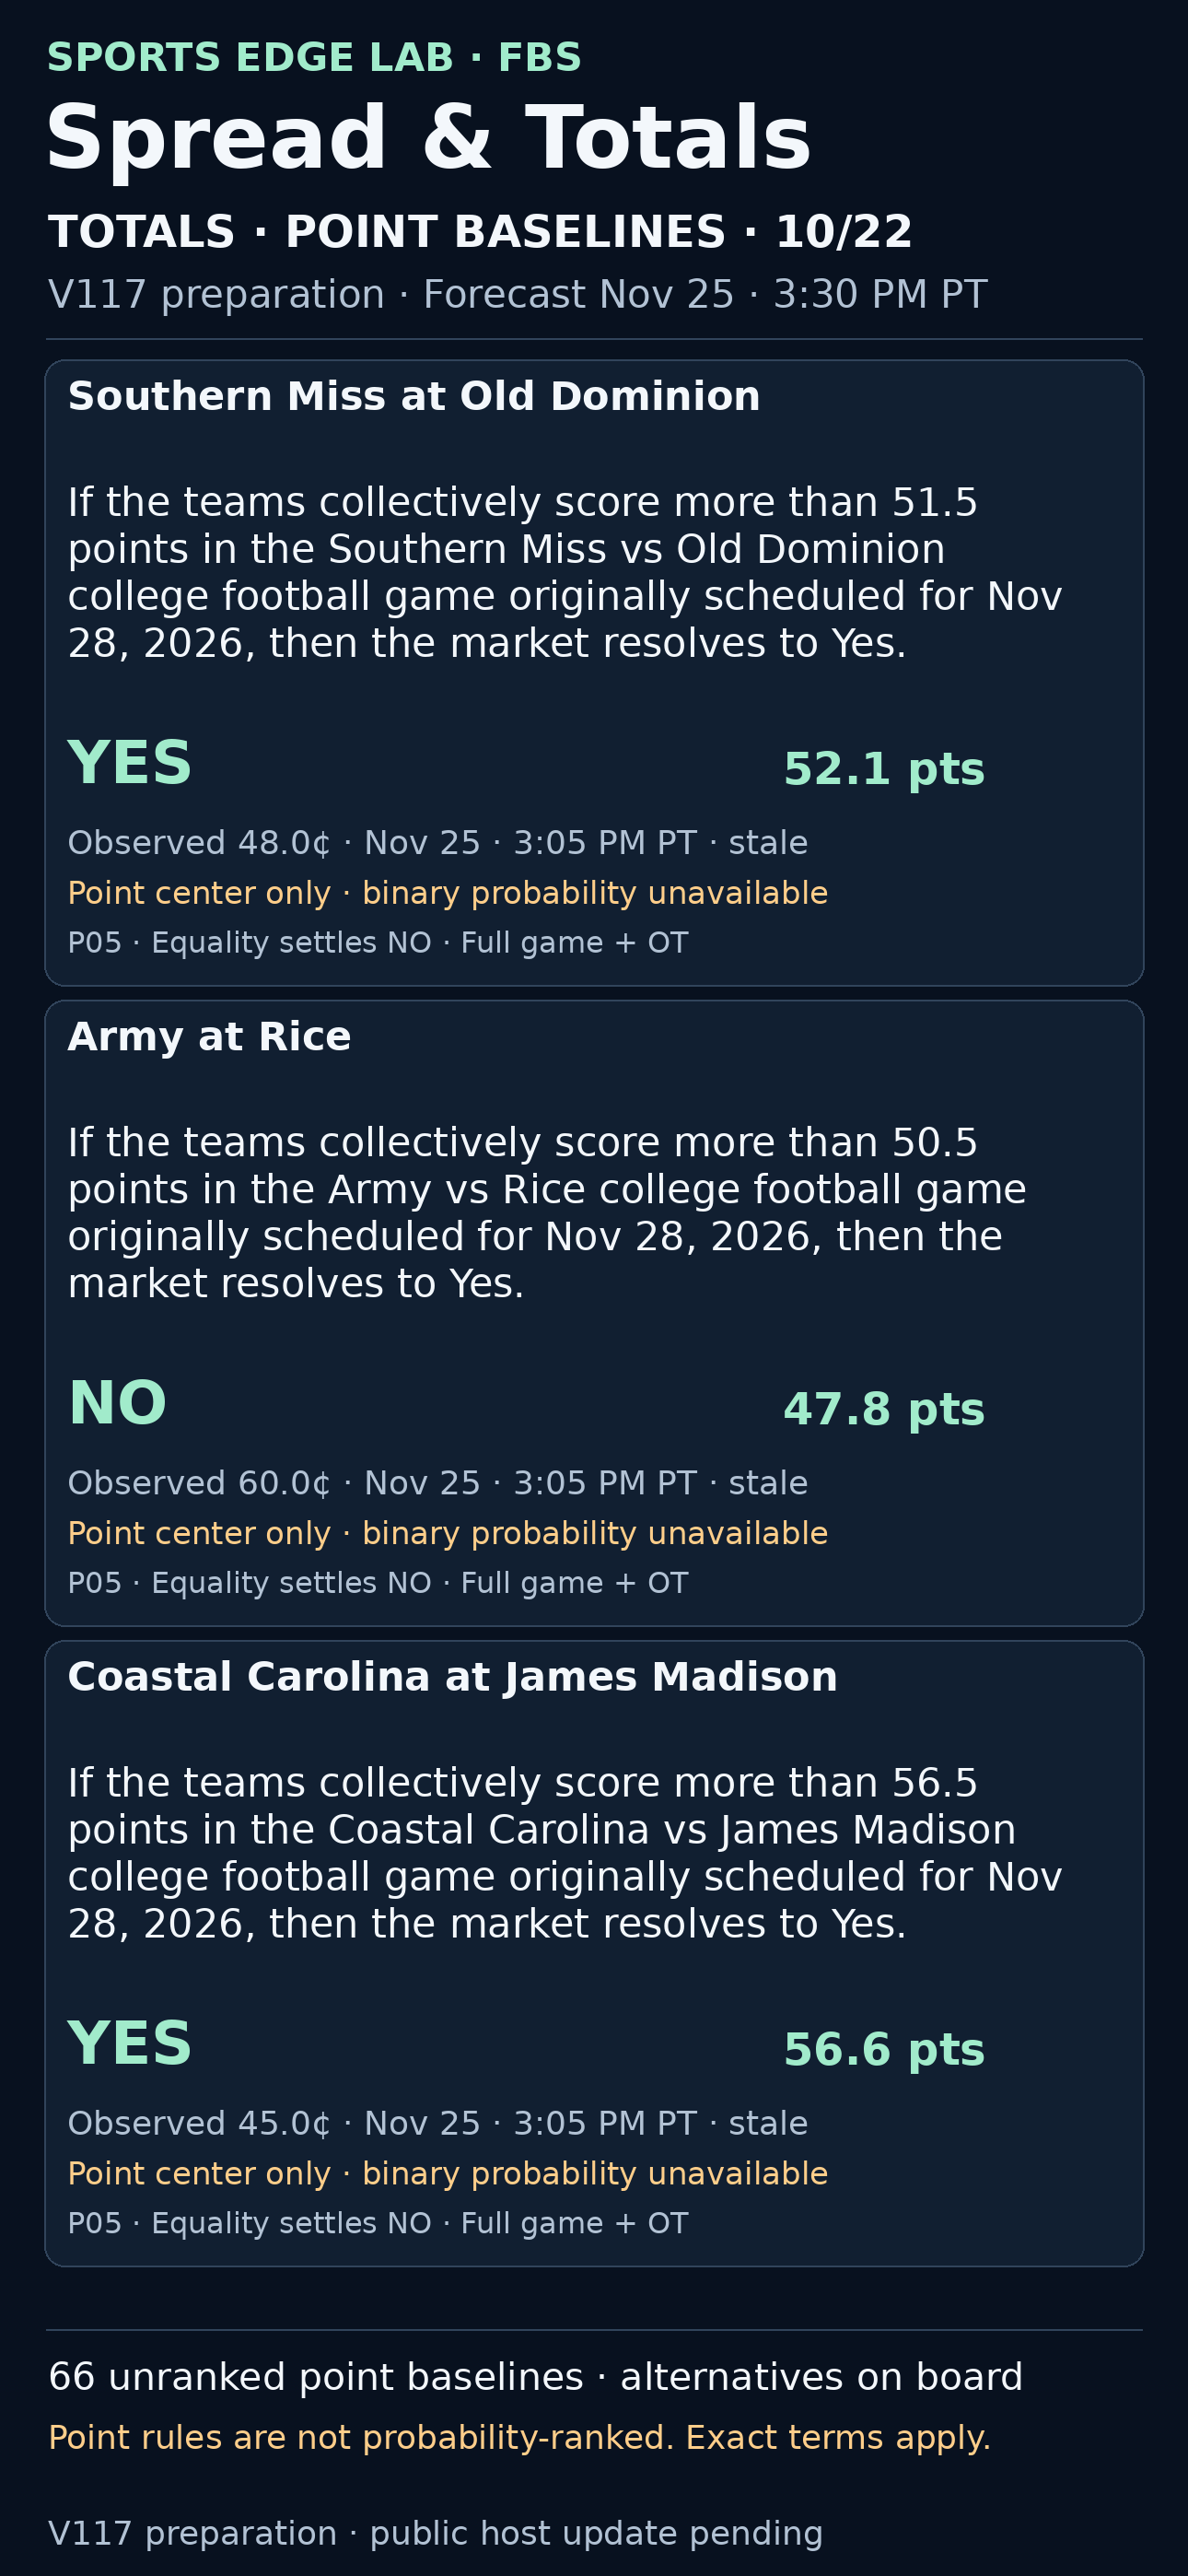 SPORTS EDGE LAB · FBS
Spread & Totals
TOTALS · POINT BASELINES · 10/22
V117 preparation · Forecast Nov 25 · 3:30 PM PT
Southern Miss at Old Dominion
If the teams collectively score more than 51.5
points in the Southern Miss vs Old Dominion
college football game originally scheduled for Nov
28, 2026, then the market resolves to Yes.
YES 52.1 pts
Observed 48.0¢ · Nov 25 · 3:05 PM PT · stale
Point center only · binary probability unavailable
P05 · Equality settles NO · Full game + OT
Army at Rice
If the teams collectively score more than 50.5
points in the Army vs Rice college football game
originally scheduled for Nov 28, 2026, then the
market resolves to Yes.
NO 47.8 pts
Observed 60.0¢ · Nov 25 · 3:05 PM PT · stale
Point center only · binary probability unavailable
P05 · Equality settles NO · Full game + OT
Coastal Carolina at James Madison
If the teams collectively score more than 56.5
points in the Coastal Carolina vs James Madison
college football game originally scheduled for Nov
28, 2026, then the market resolves to Yes.
YES 56.6 pts
Observed 45.0¢ · Nov 25 · 3:05 PM PT · stale
Point center only · binary probability unavailable
P05 · Equality settles NO · Full game + OT
66 unranked point baselines · alternatives on board
Point rules are not probability-ranked. Exact terms apply.
V117 preparation · public host update pending